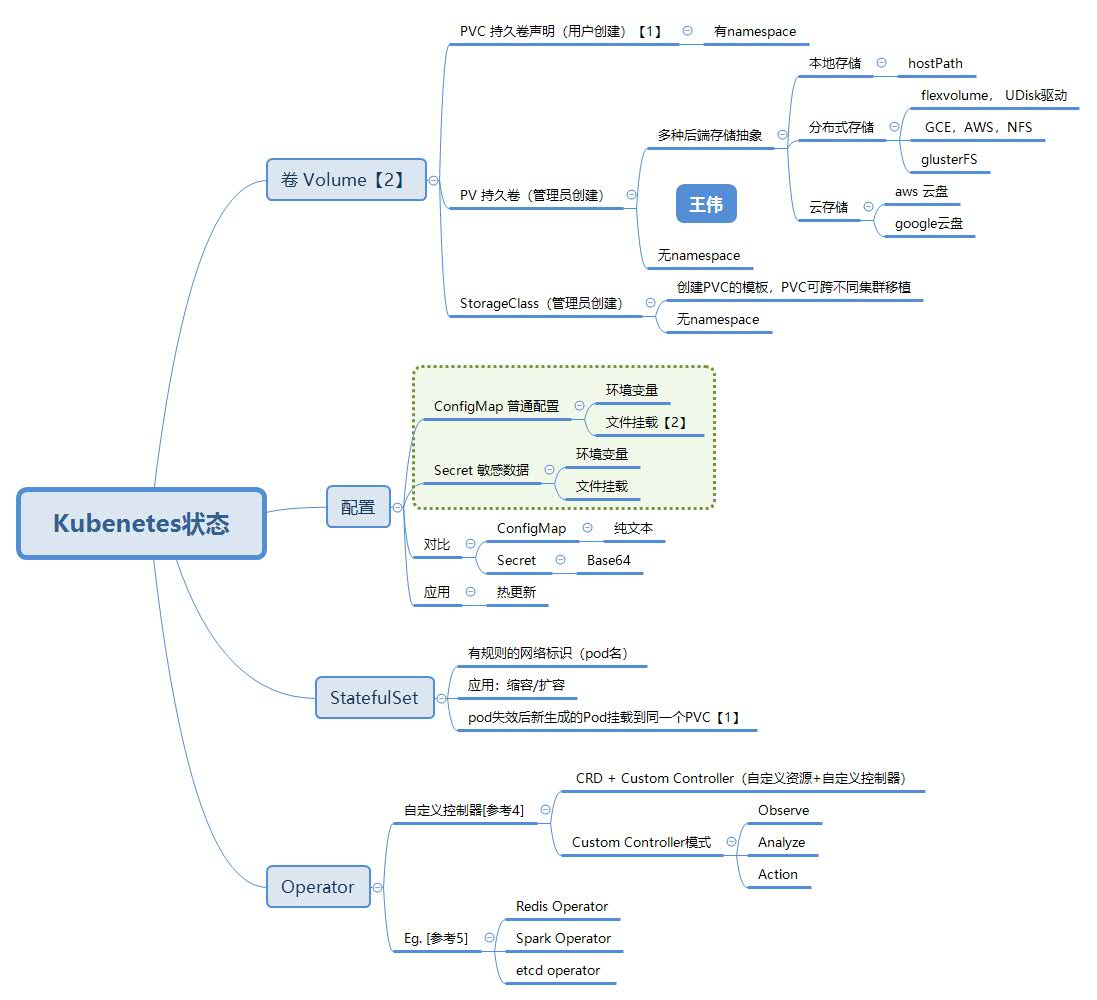 PVC 持久卷声明（用户创建）【1】
有namespace
本地存储
hostPath
flexvolume， UDisk驱动
多种后端存储抽象
分布式存储
GCE，AWS，NFS
glusterFS
卷 Volume【2】
PV 持久卷（管理员创建）
王伟
云存储
aws 云盘
google云盘
无namespace
StorageClass（管理员创建）
创建PVC的模板，PVC可跨不同集群移植
无namespace
ConfigMap 普通配置
环境变量
文件挂载【2】
Secret 敏感数据
环境变量
文件挂载
Kubenetes状态
配置
对比
ConfigMap
纯文本
Secret
Base64
应用
热更新
StatefulSet
有规则的网络标识（pod名）
应用：缩容/扩容
pod失效后新生成的Pod挂载到同一个PVC【1】
Operator
自定义控制器[参考4]
CRD + Custom Controller（自定义资源+自定义控制器）
Custom Controller模式
Observe
Analyze
Action
Eg. [参考5]
Redis Operator
Spark Operator
etcd operator